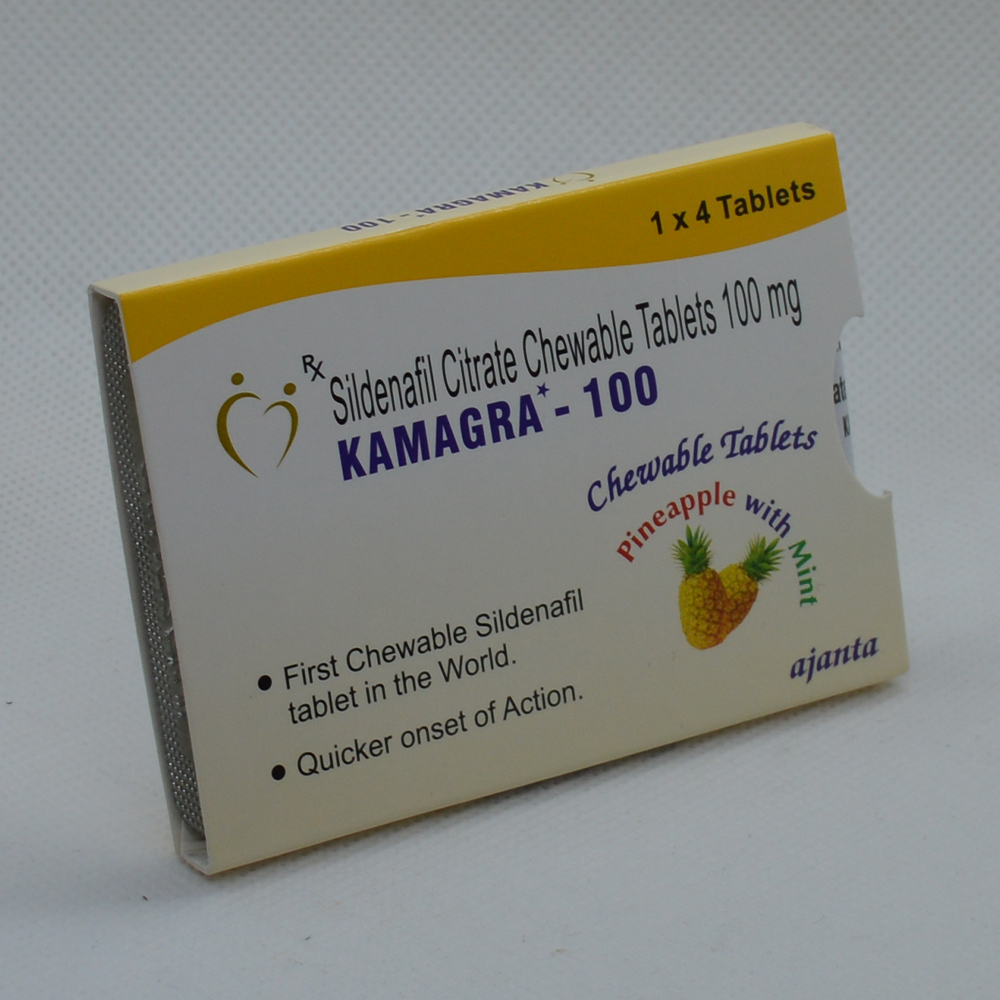 KAMAGRA* - 100
1 x 4 Tablets
Rx Sildenafil Citrate Chewable Tablets 100 mg
KAMAGRA* - 100
Chewable Tablets
Pineapple with Mint
• First Chewable Sildenafil
tablet in the World.
• Quicker onset of Action.
ajanta